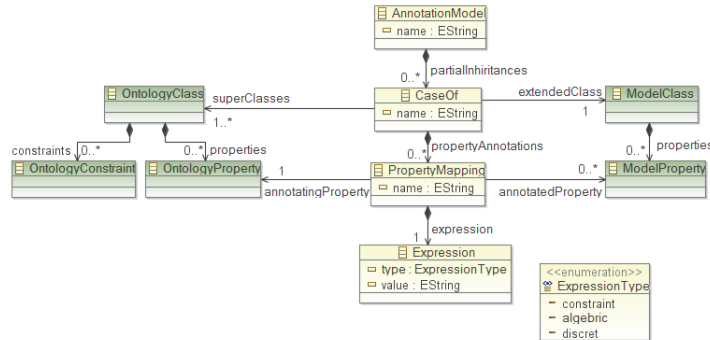 AnnotationModel
name : EString
partialInhiritances
0..*
OntologyClass
superClasses
1..*
CaseOf
name : EString
extendedClass
1
ModelClass
constraints
0..*
0..*
properties
propertyAnnotations
0..*
0..*
properties
OntologyConstraint
OntologyProperty
1
annotatingProperty
PropertyMapping
name : EString
0..*
annotatedProperty
ModelProperty
expression
1
Expression
type : ExpressionType
value : EString
<<enumeration>>
ExpressionType
constraint
algebric
discret